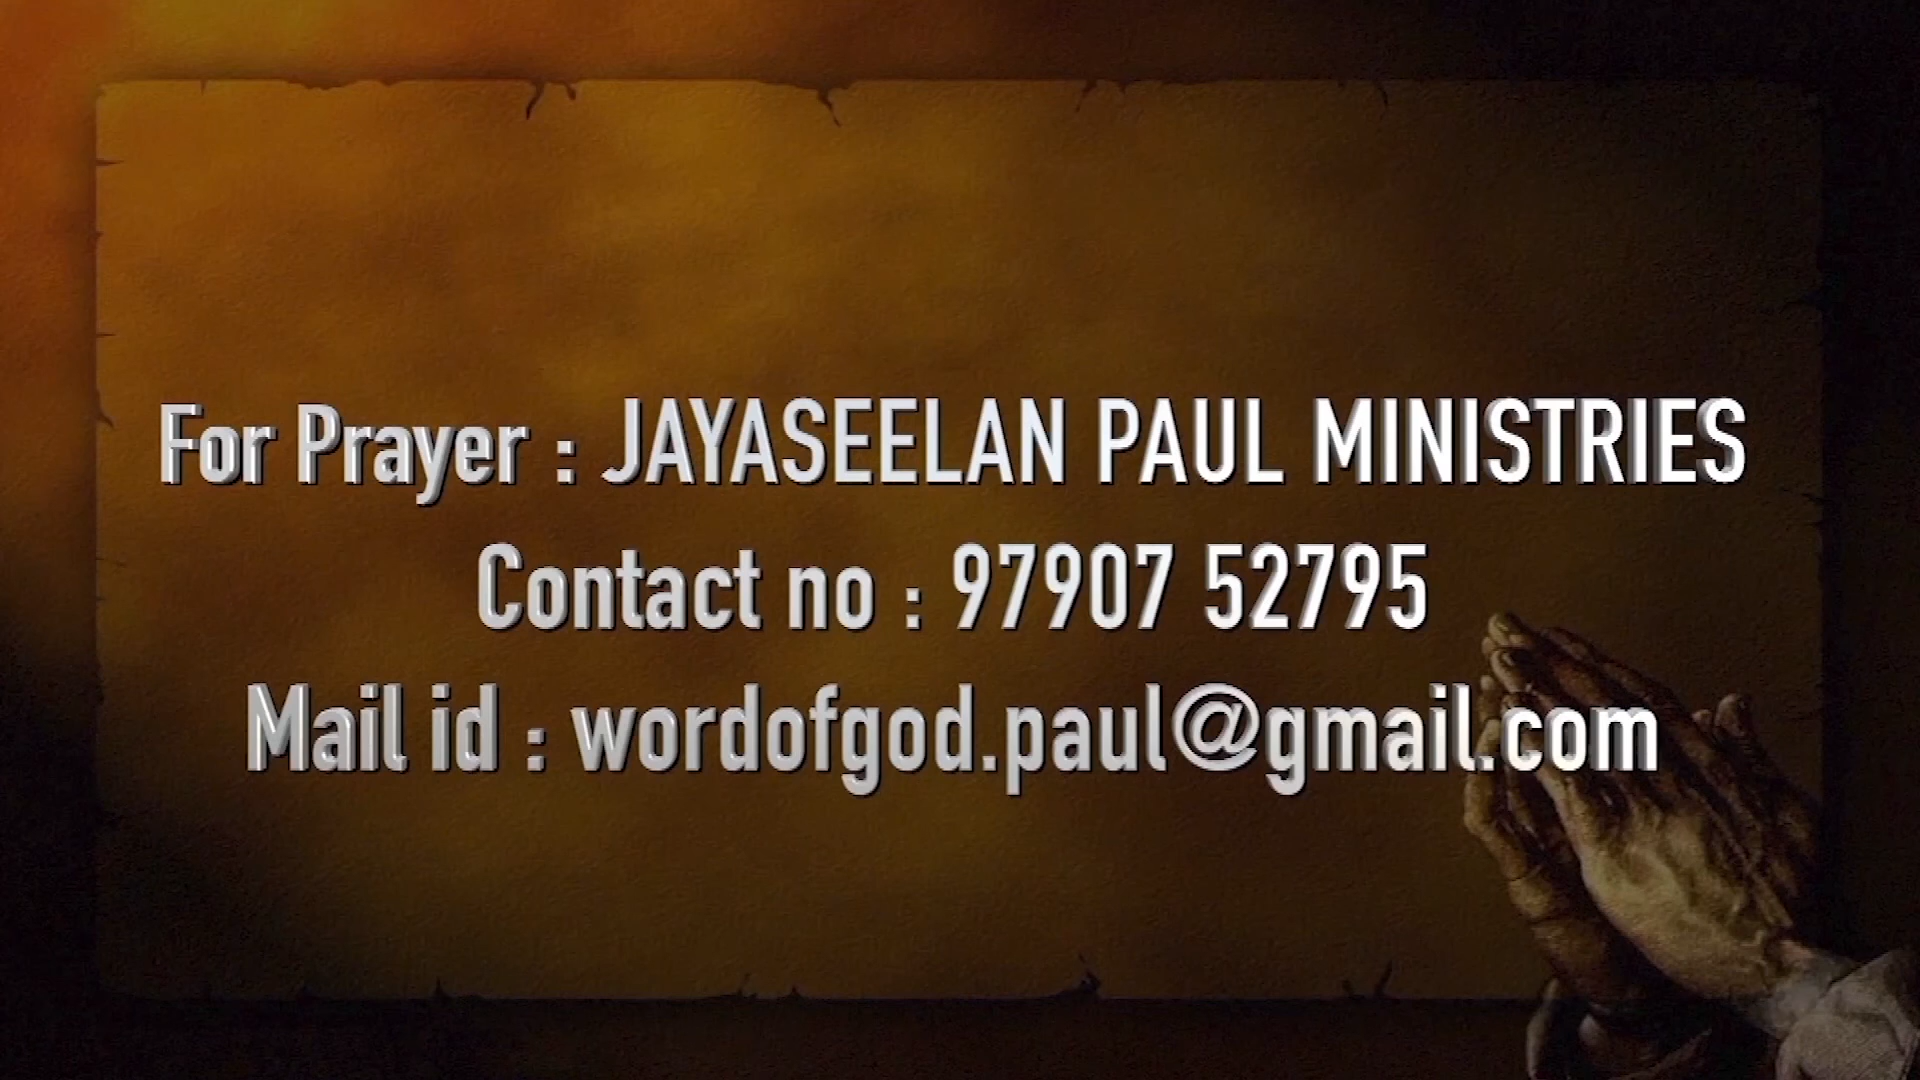 For Prayer : JAYASEELAN PAUL MINISTRIES
Contact no : 97907 52795
Mail id : wordofgod.paul@gmail.com